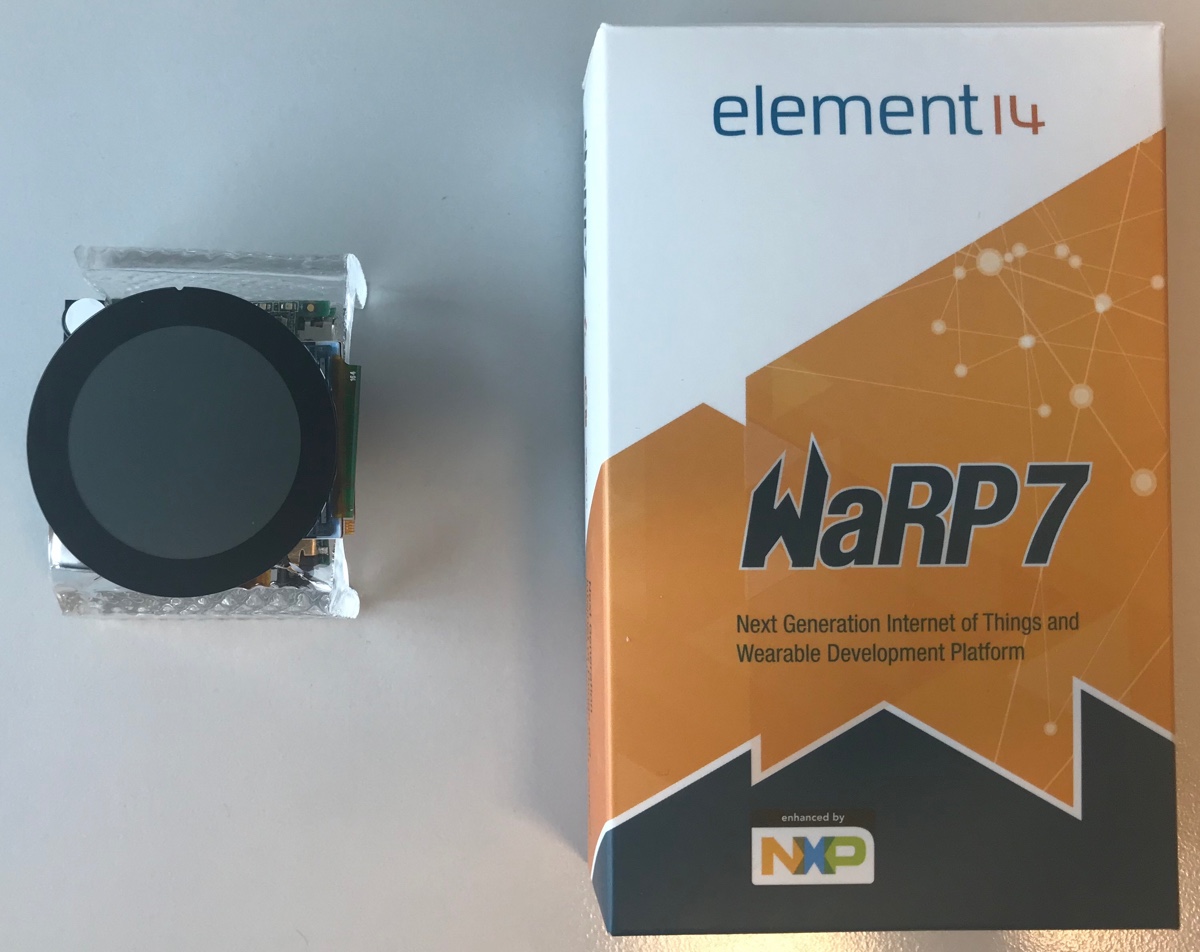 element14
WaRP7
Next Generation Internet of Things and
Wearable Development Platform
enhanced by
NXP